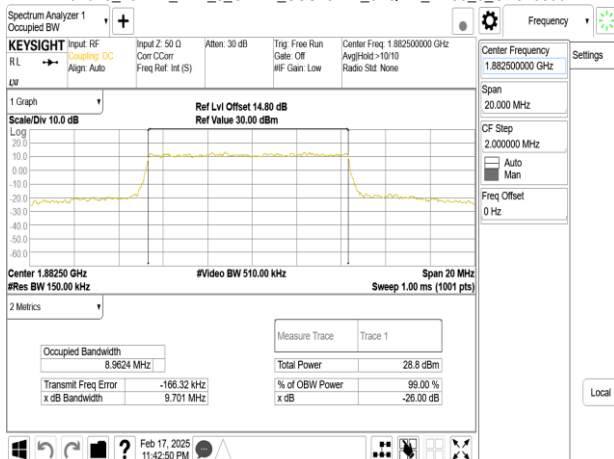 Spectrum Analyzer 1
Occupied BW
Frequency
KEYSIGHT
RL
LXI
Input: RF
Coupling: DC
Align: Auto
Input Z: 50 Ω
Corr CCorr
Freq Ref: Int (S)
Atten: 30 dB
Trig: Free Run
Gate: Off
#IF Gain: Low
Center Freq: 1.882500000 GHz
Avg|Hold:>10/10
Radio Std: None
Center Frequency
1.882500000 GHz
Settings
Span
20.000 MHz
CF Step
2.000000 MHz
Auto
Man
Freq Offset
0 Hz
Local
1 Graph
Scale/Div 10.0 dB
Ref Lvl Offset 14.80 dB
Ref Value 30.00 dBm
Log
20.0
10.0
0.00
-10.0
-20.0
-30.0
-40.0
-50.0
-60.0
Center 1.88250 GHz
#Res BW 150.00 kHz
#Video BW 510.00 kHz
Span 20 MHz
Sweep 1.00 ms (1001 pts)
2 Metrics
Measure Trace
Trace 1
Occupied Bandwidth
8.9624 MHz
Total Power
28.8 dBm
Transmit Freq Error
-166.32 kHz
% of OBW Power
99.00 %
x dB Bandwidth
9.701 MHz
x dB
-26.00 dB
Feb 17, 2025
11:42:50 PM